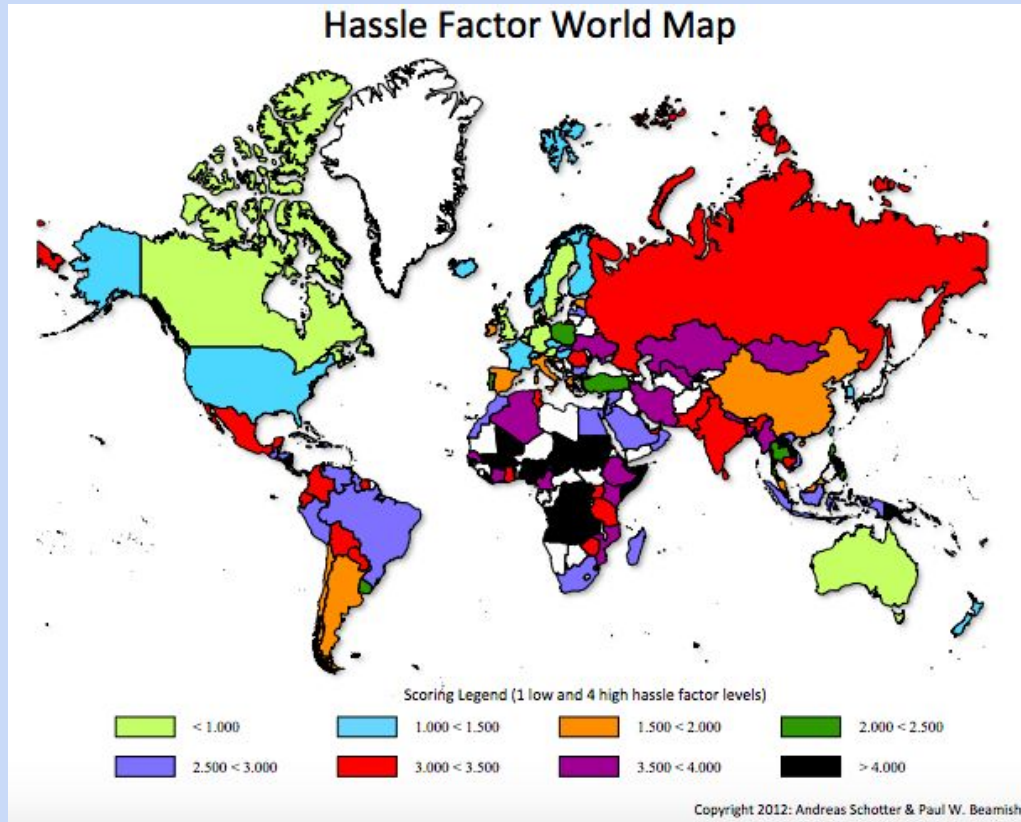 Hassle Factor World Map
Scoring Legend (1 low and 4 high hassle factor levels)
< 1.000
1.000 < 1.500
1.500 < 2.000
2.000 < 2.500
2.500 < 3.000
3.000 < 3.500
3.500 < 4.000
> 4.000
Copyright 2012: Andreas Schotter & Paul W. Beamish